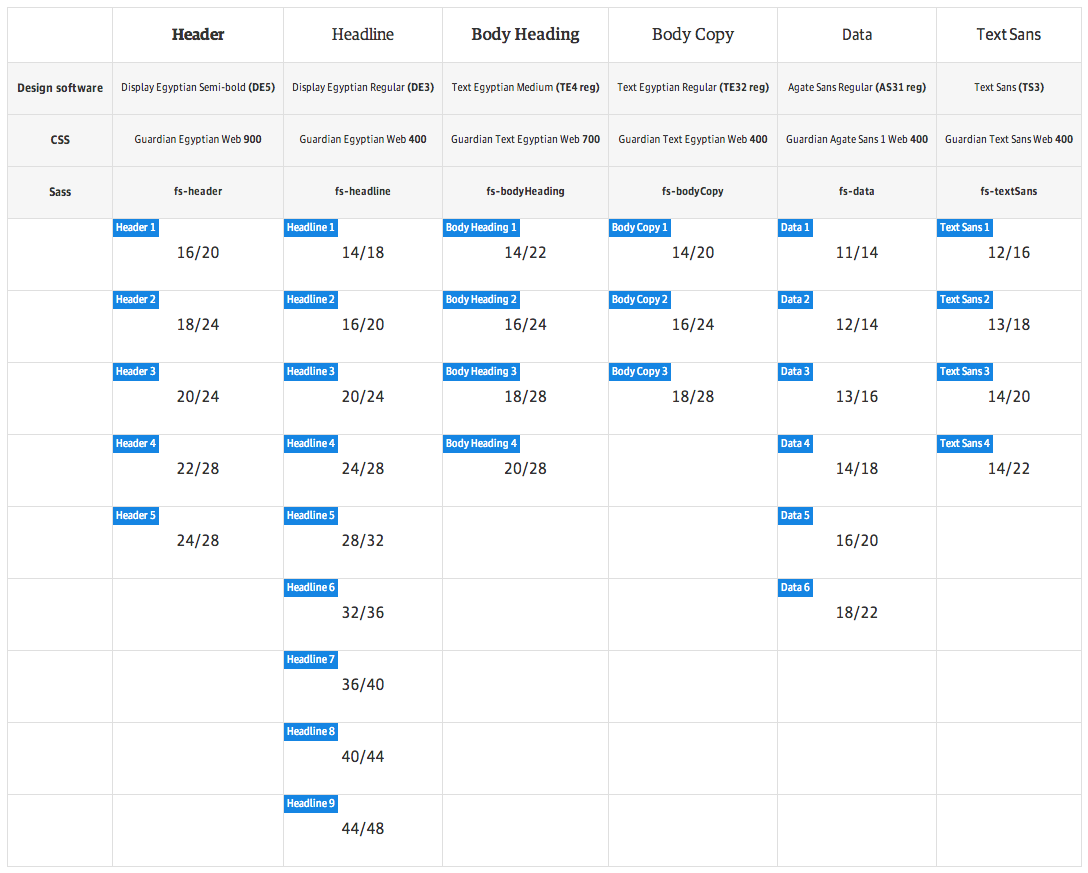 Header Headline Body Heading Body Copy Data Text Sans
Design software Display Egyptian Semi-bold (DE5) Display Egyptian Regular (DE3) Text Egyptian Medium (TE4 reg) Text Egyptian Regular (TE32 reg) Agate Sans Regular (AS31 reg) Text Sans (TS3)
CSS Guardian Egyptian Web 900 Guardian Egyptian Web 400 Guardian Text Egyptian Web 700 Guardian Text Egyptian Web 400 Guardian Agate Sans 1 Web 400 Guardian Text Sans Web 400
Sass fs-header fs-headline fs-bodyHeading fs-bodyCopy fs-data fs-textSans
Header 1 Headline 1 Body Heading 1 Body Copy 1 Data 1 Text Sans 1
16/20 14/18 14/22 14/20 11/14 12/16
Header 2 Headline 2 Body Heading 2 Body Copy 2 Data 2 Text Sans 2
18/24 16/20 16/24 16/24 12/14 13/18
Header 3 Headline 3 Body Heading 3 Body Copy 3 Data 3 Text Sans 3
20/24 20/24 18/28 18/28 13/16 14/20
Header 4 Headline 4 Body Heading 4 Data 4 Text Sans 4
22/28 24/28 20/28 14/18 14/22
Header 5 Headline 5 Data 5
24/28 28/32 16/20
Headline 6 Data 6
32/36 18/22
Headline 7
36/40
Headline 8
40/44
Headline 9
44/48